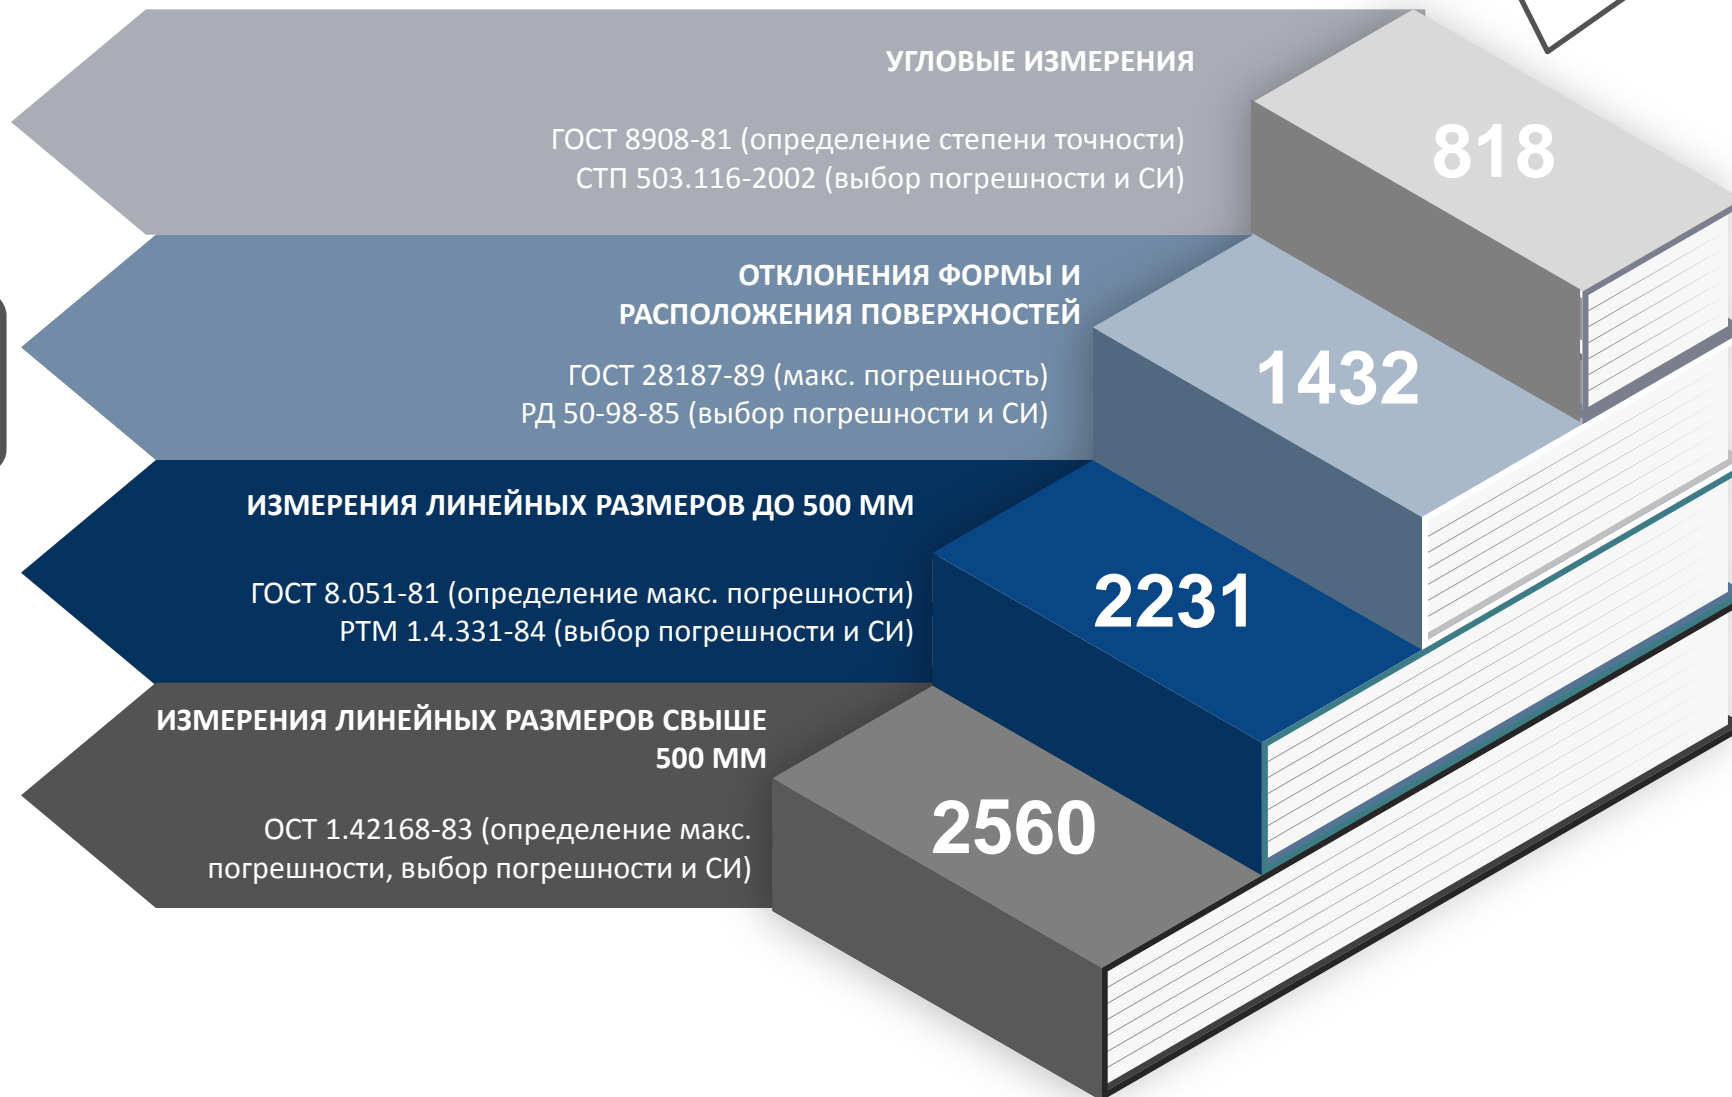 УГЛОВЫЕ ИЗМЕРЕНИЯ
ГОСТ 8908-81 (определение степени точности)
СТП 503.116-2002 (выбор погрешности и СИ)
818
ОТКЛОНЕНИЯ ФОРМЫ И
РАСПОЛОЖЕНИЯ ПОВЕРХНОСТЕЙ
ГОСТ 28187-89 (макс. погрешность)
РД 50-98-85 (выбор погрешности и СИ)
1432
ИЗМЕРЕНИЯ ЛИНЕЙНЫХ РАЗМЕРОВ ДО 500 ММ
ГОСТ 8.051-81 (определение макс. погрешности)
РТМ 1.4.331-84 (выбор погрешности и СИ)
2231
ИЗМЕРЕНИЯ ЛИНЕЙНЫХ РАЗМЕРОВ СВЫШЕ
500 ММ
ОСТ 1.42168-83 (определение макс.
погрешности, выбор погрешности и СИ)
2560